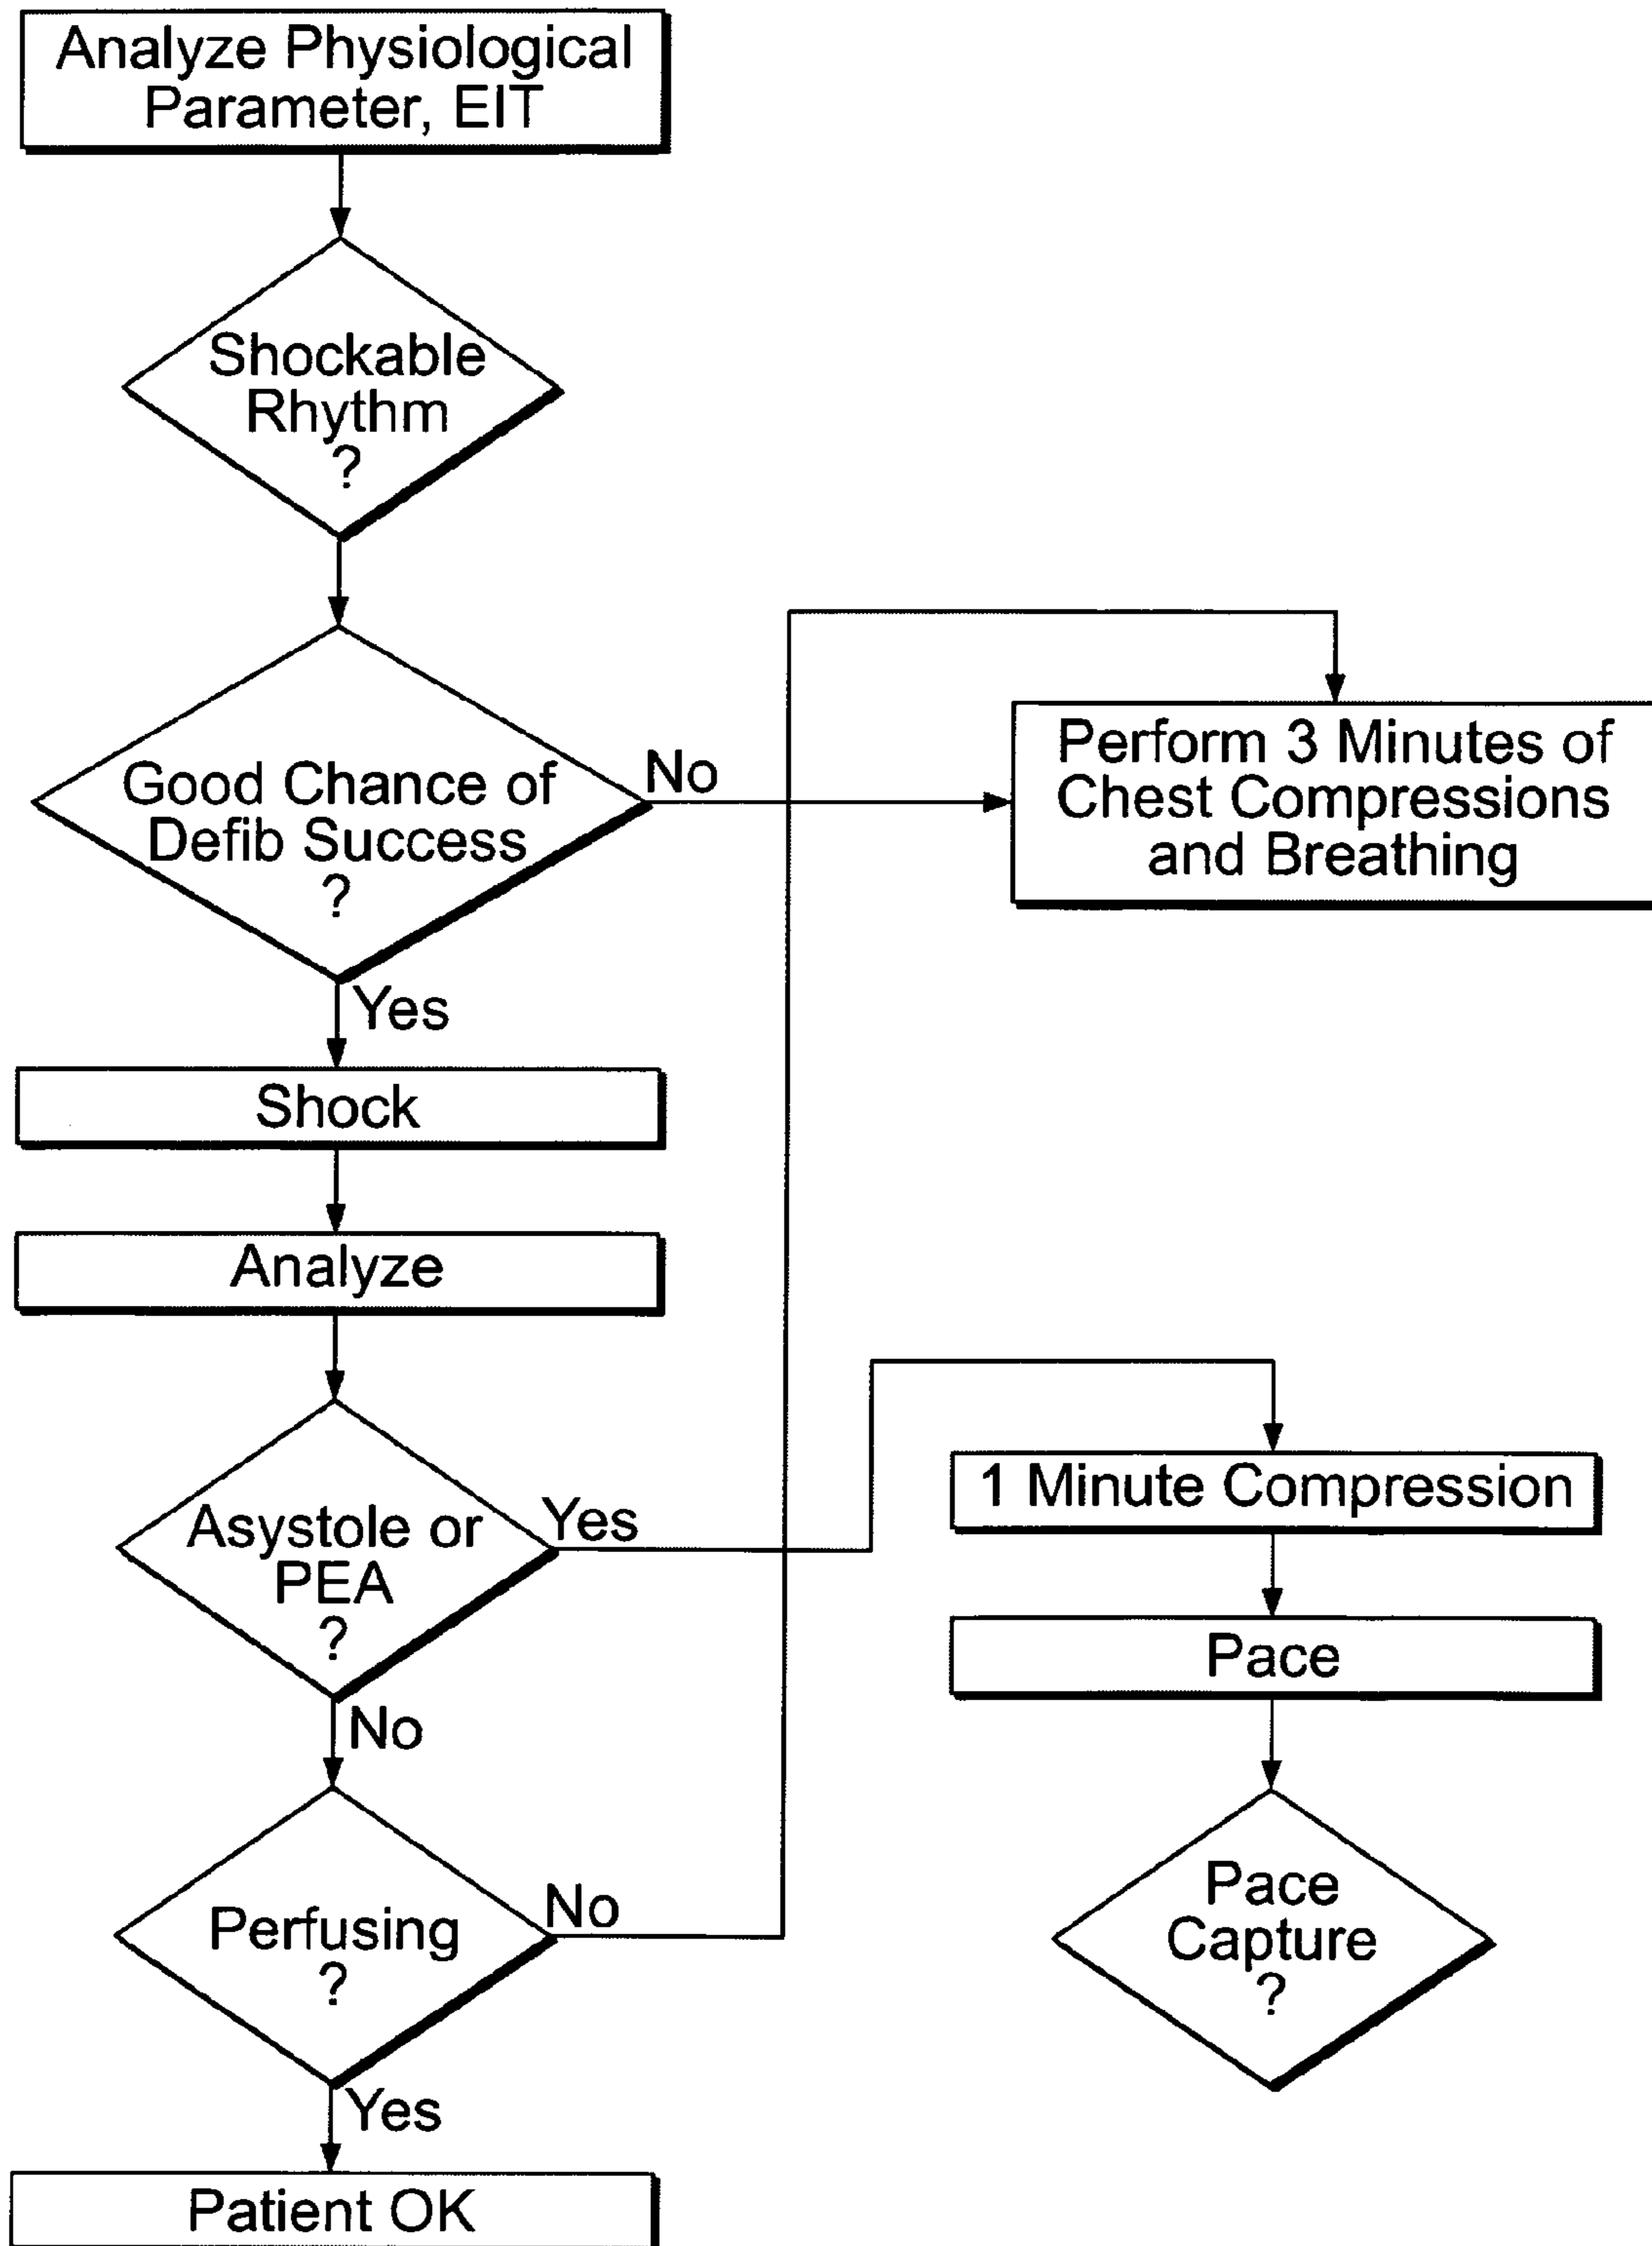 Analyze Physiological
Parameter, EIT
Shockable
Rhythm
?
Good Chance of
Defib Success
?
No
Perform 3 Minutes of
Chest Compressions
and Breathing
Yes
Shock
Analyze
Asystole or
PEA
?
Yes
1 Minute Compression
Pace
No
Pace
Capture
?
Perfusing
?
No
Yes
Patient OK